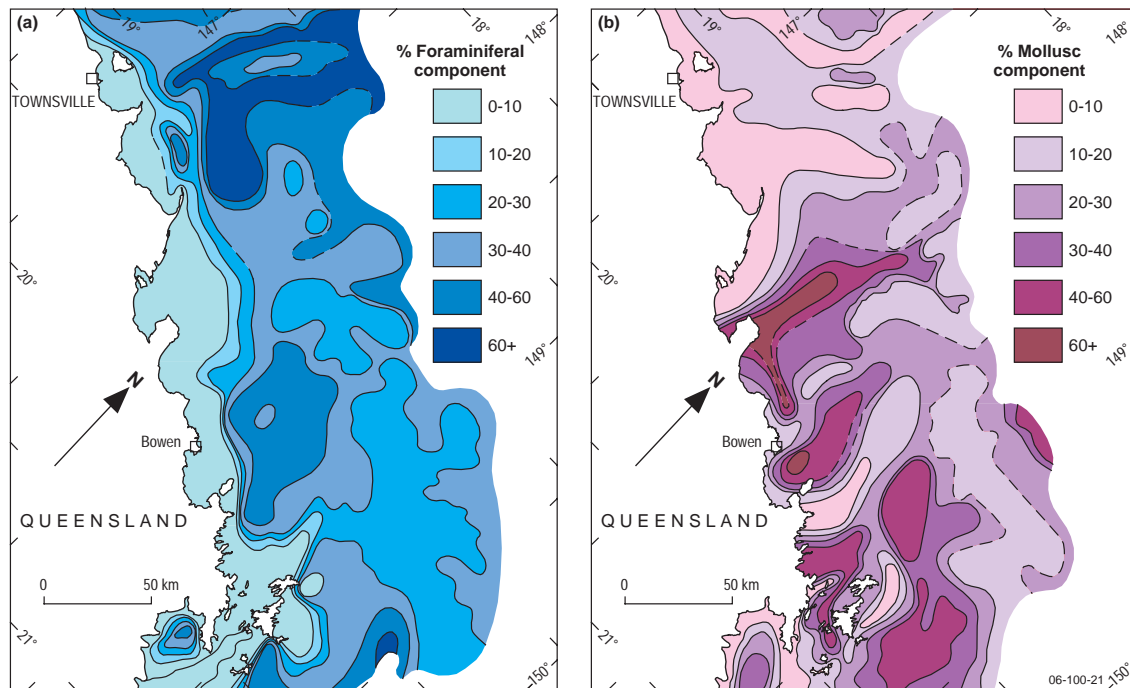 (a)
19°
147°
18°
148°
% Foraminiferal
component
TOWNSVILLE
0-10
10-20
20-30
30-40
40-60
60+
20°
149°
N
Bowen
QUEENSLAND
0
50 km
21°
150°
(b)
19°
147°
18°
148°
% Mollusc
component
TOWNSVILLE
0-10
10-20
20-30
30-40
40-60
60+
20°
149°
N
Bowen
QUEENSLAND
0
50 km
21°
06-100-21
150°